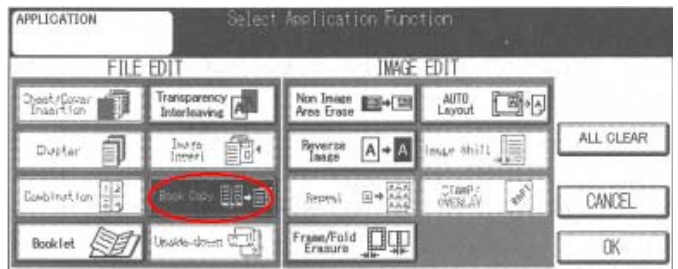 APPLICATION
Select Application Function
FILE EDIT
IMAGE EDIT
Sheet/Cover
Insertion
Transparency
Interleaving
Non Image
Area Erase
AUTO
Layout
Chapter
Image
Insert
Reverse
Image
Image Shift
ALL CLEAR
Combination
Book Copy
Repeat
STAMP/
OVERLAY
CANCEL
Booklet
Upside-down
Frame/Fold
Erasure
OK